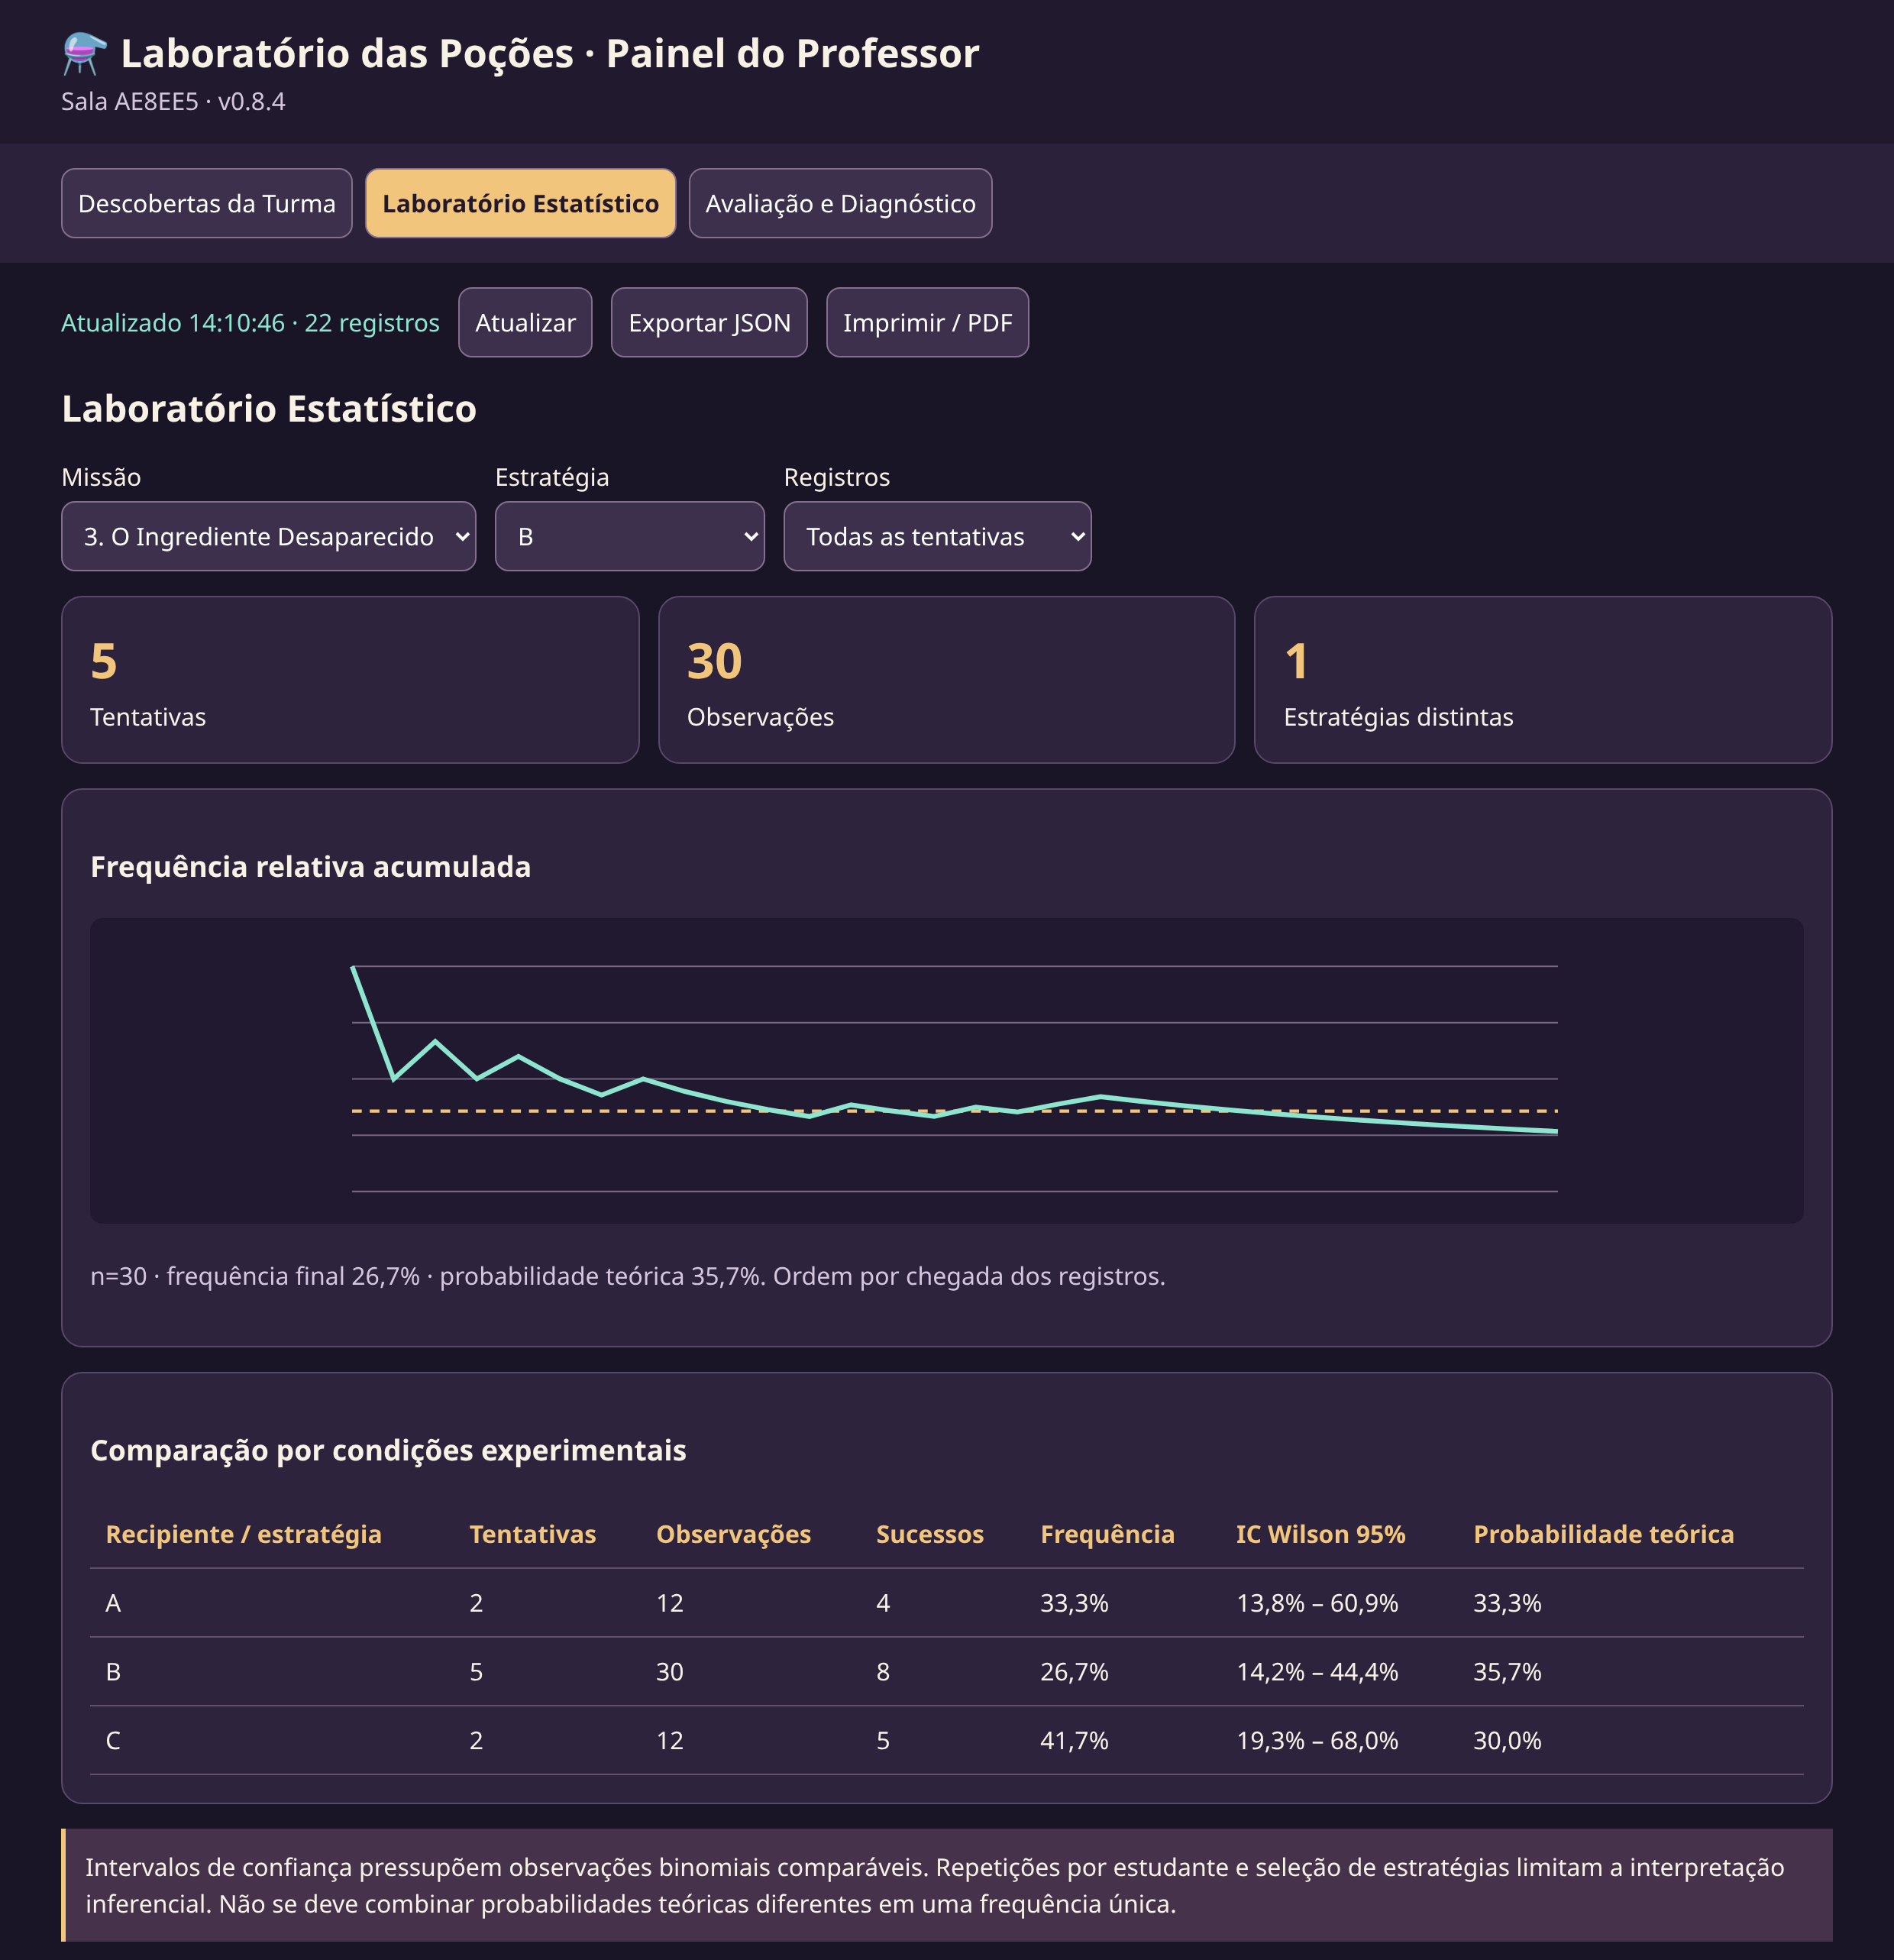 Laboratório das Poções · Painel do Professor
Sala AE8EE5 · v0.8.4
Descobertas da Turma Laboratório Estatístico Avaliação e Diagnóstico
Atualizado 14:10:46 · 22 registros Atualizar Exportar JSON Imprimir / PDF
Laboratório Estatístico
Missão Estratégia Registros
3. O Ingrediente Desaparecido B Todas as tentativas
5 30 1
Tentativas Observações Estratégias distintas
Frequência relativa acumulada
n=30 · frequência final 26,7% · probabilidade teórica 35,7%. Ordem por chegada dos registros.
Comparação por condições experimentais
Recipiente / estratégia Tentativas Observações Sucessos Frequência IC Wilson 95% Probabilidade teórica
A 2 12 4 33,3% 13,8% – 60,9% 33,3%
B 5 30 8 26,7% 14,2% – 44,4% 35,7%
C 2 12 5 41,7% 19,3% – 68,0% 30,0%
Intervalos de confiança pressupõem observações binomiais comparáveis. Repetições por estudante e seleção de estratégias limitam a interpretação
inferencial. Não se deve combinar probabilidades teóricas diferentes em uma frequência única.